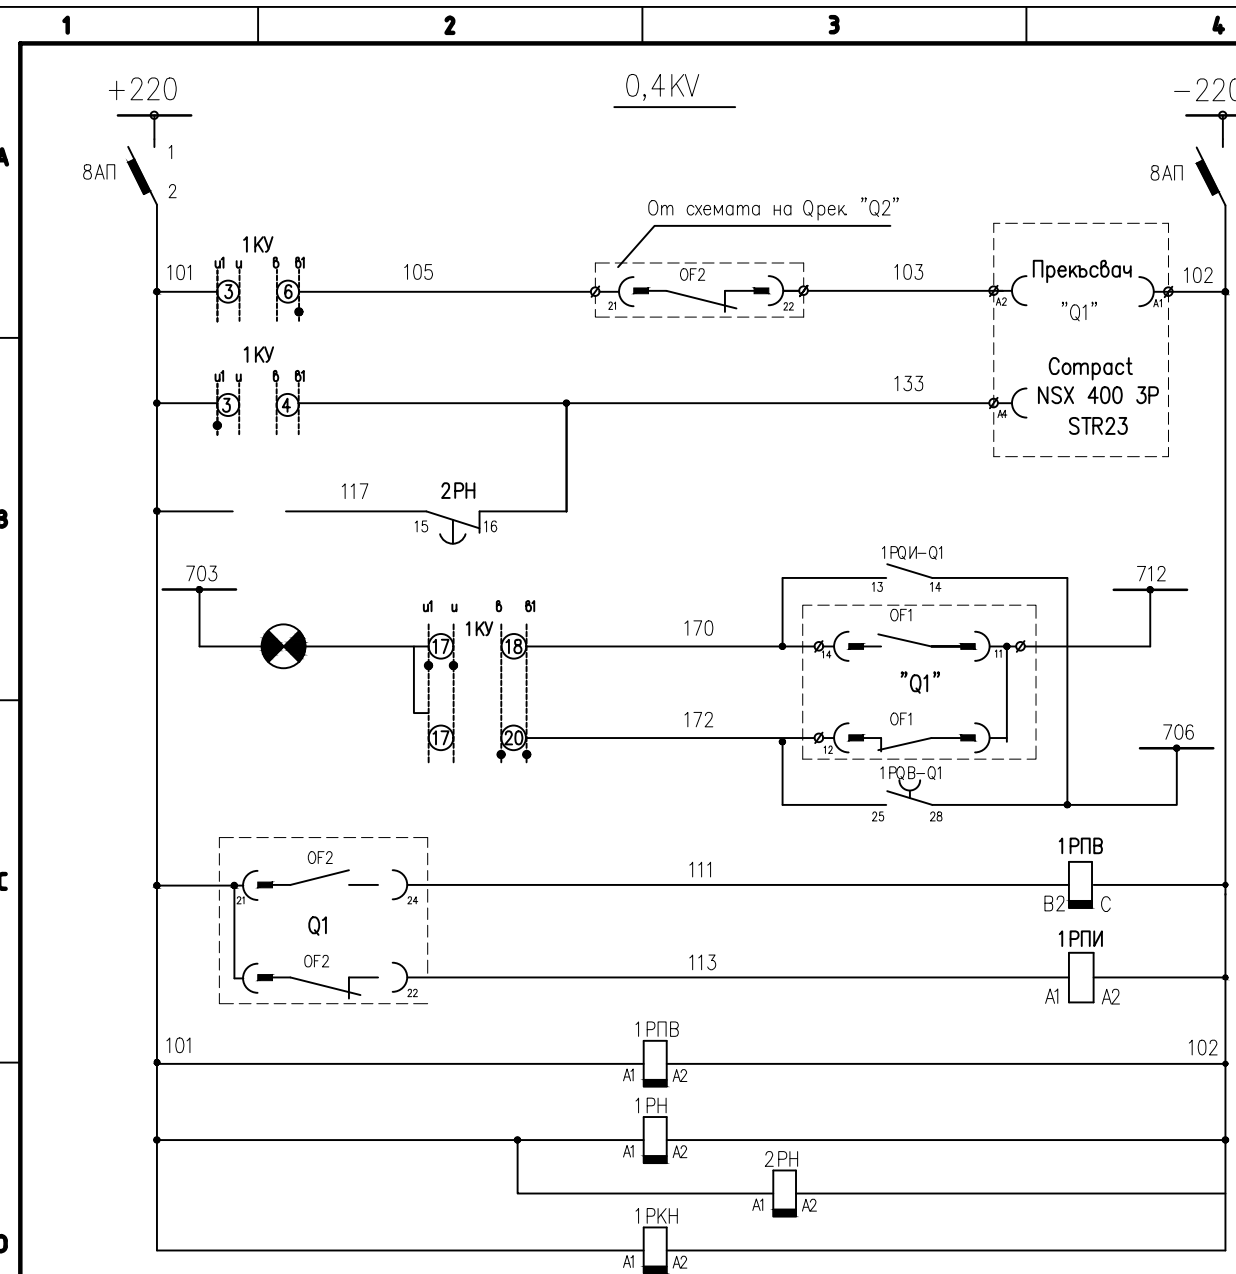 1 2 3 4
+220 0,4KV −220
A
8АП 1 8АП
2
От схемата на Qрек. "Q2"
1КУ
u1 u в в1
101 3 6 105 OF2 103 Прекъсвач 102
21 22 A2 "Q1" A1
1КУ
u1 u в в1
3 4 133 A4
Compact
NSX 400 3P
STR23
B
117 2РН
15 16
703 1РQИ-Q1 712
13 14
u1 u в в1
1КУ OF1
17 18 170 14 11
"Q1"
OF1
17 20 172 12
706
1РQВ-Q1
25 28
C
OF2 111 1РПВ
21 24 B2 C
Q1
OF2 113 1РПИ
22 A1 A2
101 1РПВ 102
A1 A2
1РН
A1 A2
2РН
A1 A2
D
1РКН
A1 A2